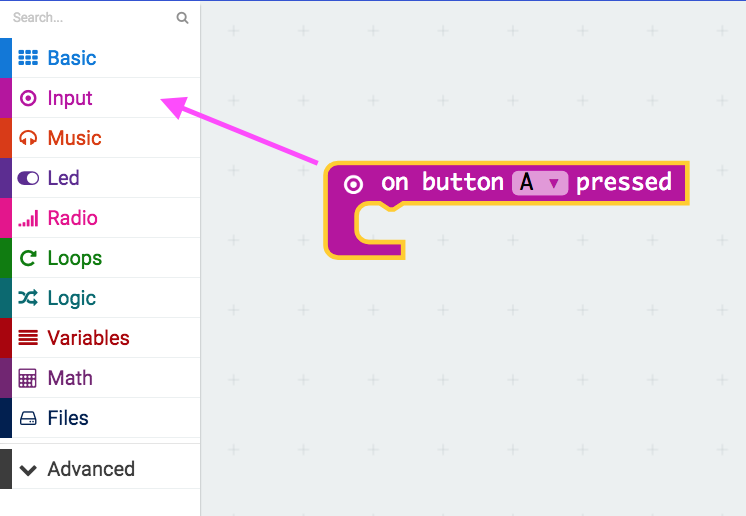 Search...
Basic
Input
Music
Led
Radio
Loops
Logic
Variables
Math
Files
Advanced
on button A pressed